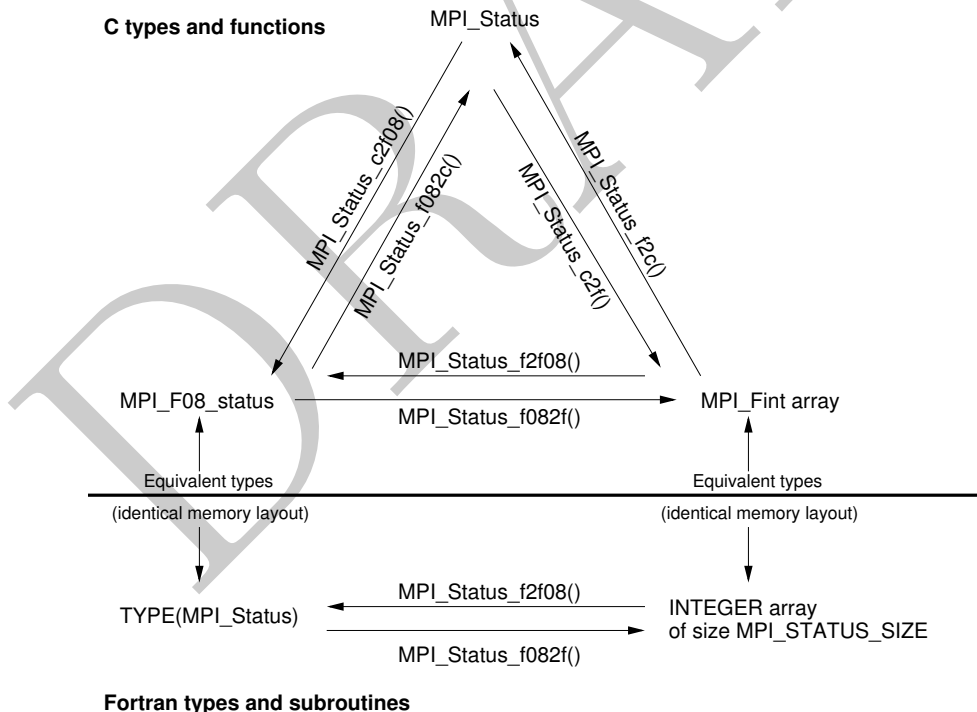 MPI_Status
C types and functions
MPI_Status_c2f08()
MPI_Status_f082c()
MPI_Status_c2f()
MPI_Status_f2c()
MPI_Status_f2f08()
MPI_F08_status
MPI_Fint array
MPI_Status_f082f()
Equivalent types
Equivalent types
(identical memory layout)
(identical memory layout)
MPI_Status_f2f08()
TYPE(MPI_Status)
INTEGER array
of size MPI_STATUS_SIZE
MPI_Status_f082f()
Fortran types and subroutines
DRA